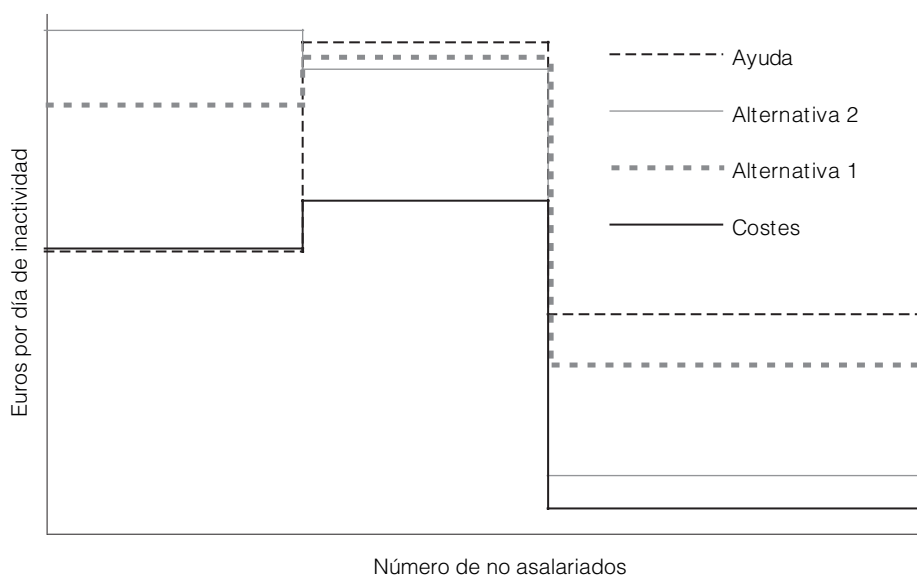 Euros por día de inactividad
Ayuda
Alternativa 2
Alternativa 1
Costes
Número de no asalariados